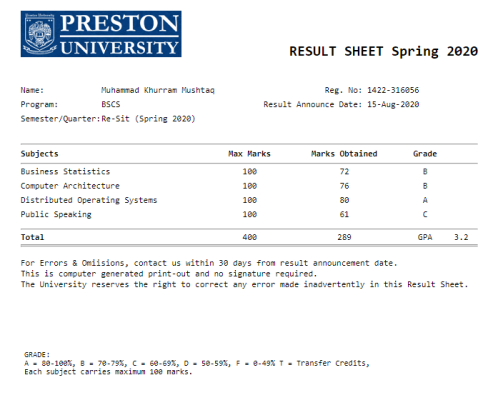 PRESTON
UNIVERSITY
RESULT SHEET Spring 2020
Name: Muhammad Khurram Mushtaq Reg. No: 1422-316056
Program: BSCS Result Announce Date: 15-Aug-2020
Semester/Quarter:Re-Sit (Spring 2020)
Subjects Max Marks Marks Obtained Grade
Business Statistics 100 72 B
Computer Architecture 100 76 B
Distributed Operating Systems 100 80 A
Public Speaking 100 61 C
Total 400 289 GPA 3.2
For Errors & Omiisions, contact us within 30 days from result announcement date.
This is computer generated print-out and no signature required.
The University reserves the right to correct any error made inadvertently in this Result Sheet.
GRADE:
A = 80-100%, B = 70-79%, C = 60-69%, D = 50-59%, F = 0-49% T = Transfer Credits,
Each subject carries maximum 100 marks.